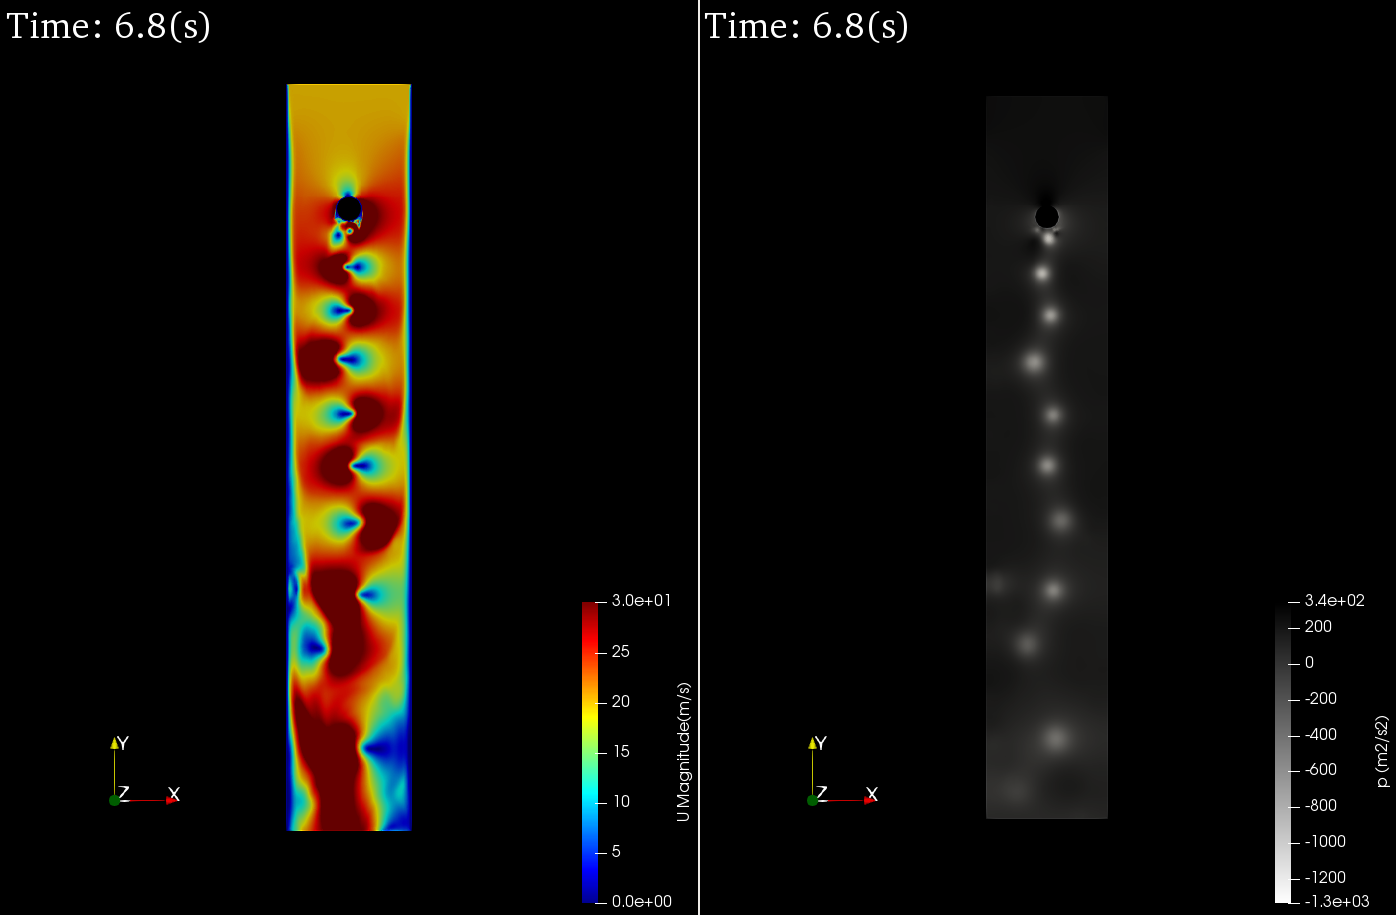 Time: 6.8(s)
3.0e+01
25
20
15
10
5
0.0e+00
U Magnitude(m/s)
Y
Z
X
Time: 6.8(s)
3.4e+02
200
0
-200
-400
-600
-800
-1000
-1200
-1.3e+03
p (m2/s2)
Y
Z
X